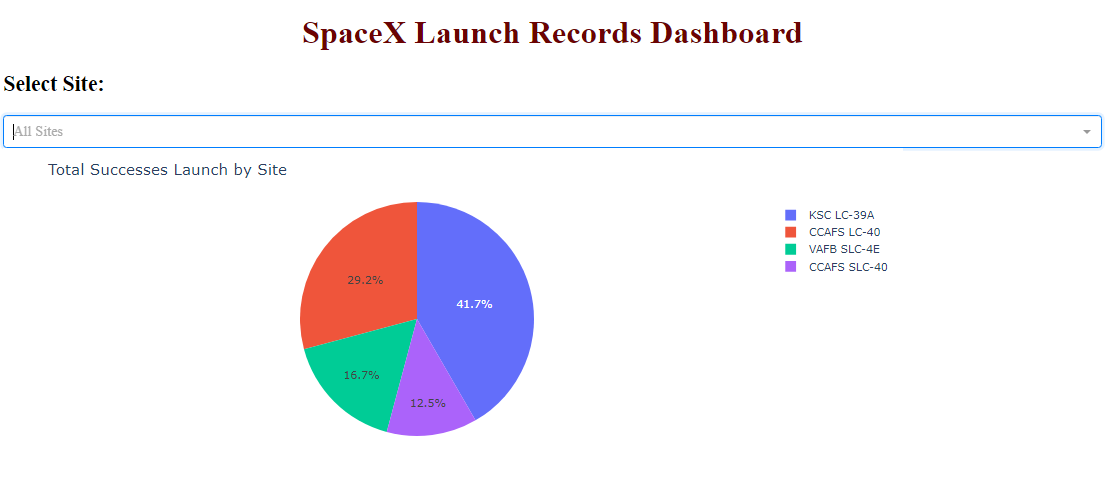 SpaceX Launch Records Dashboard
Select Site:
All Sites
Total Successes Launch by Site
KSC LC-39A
CCAFS LC-40
VAFB SLC-4E
CCAFS SLC-40
29.2%
41.7%
16.7%
12.5%